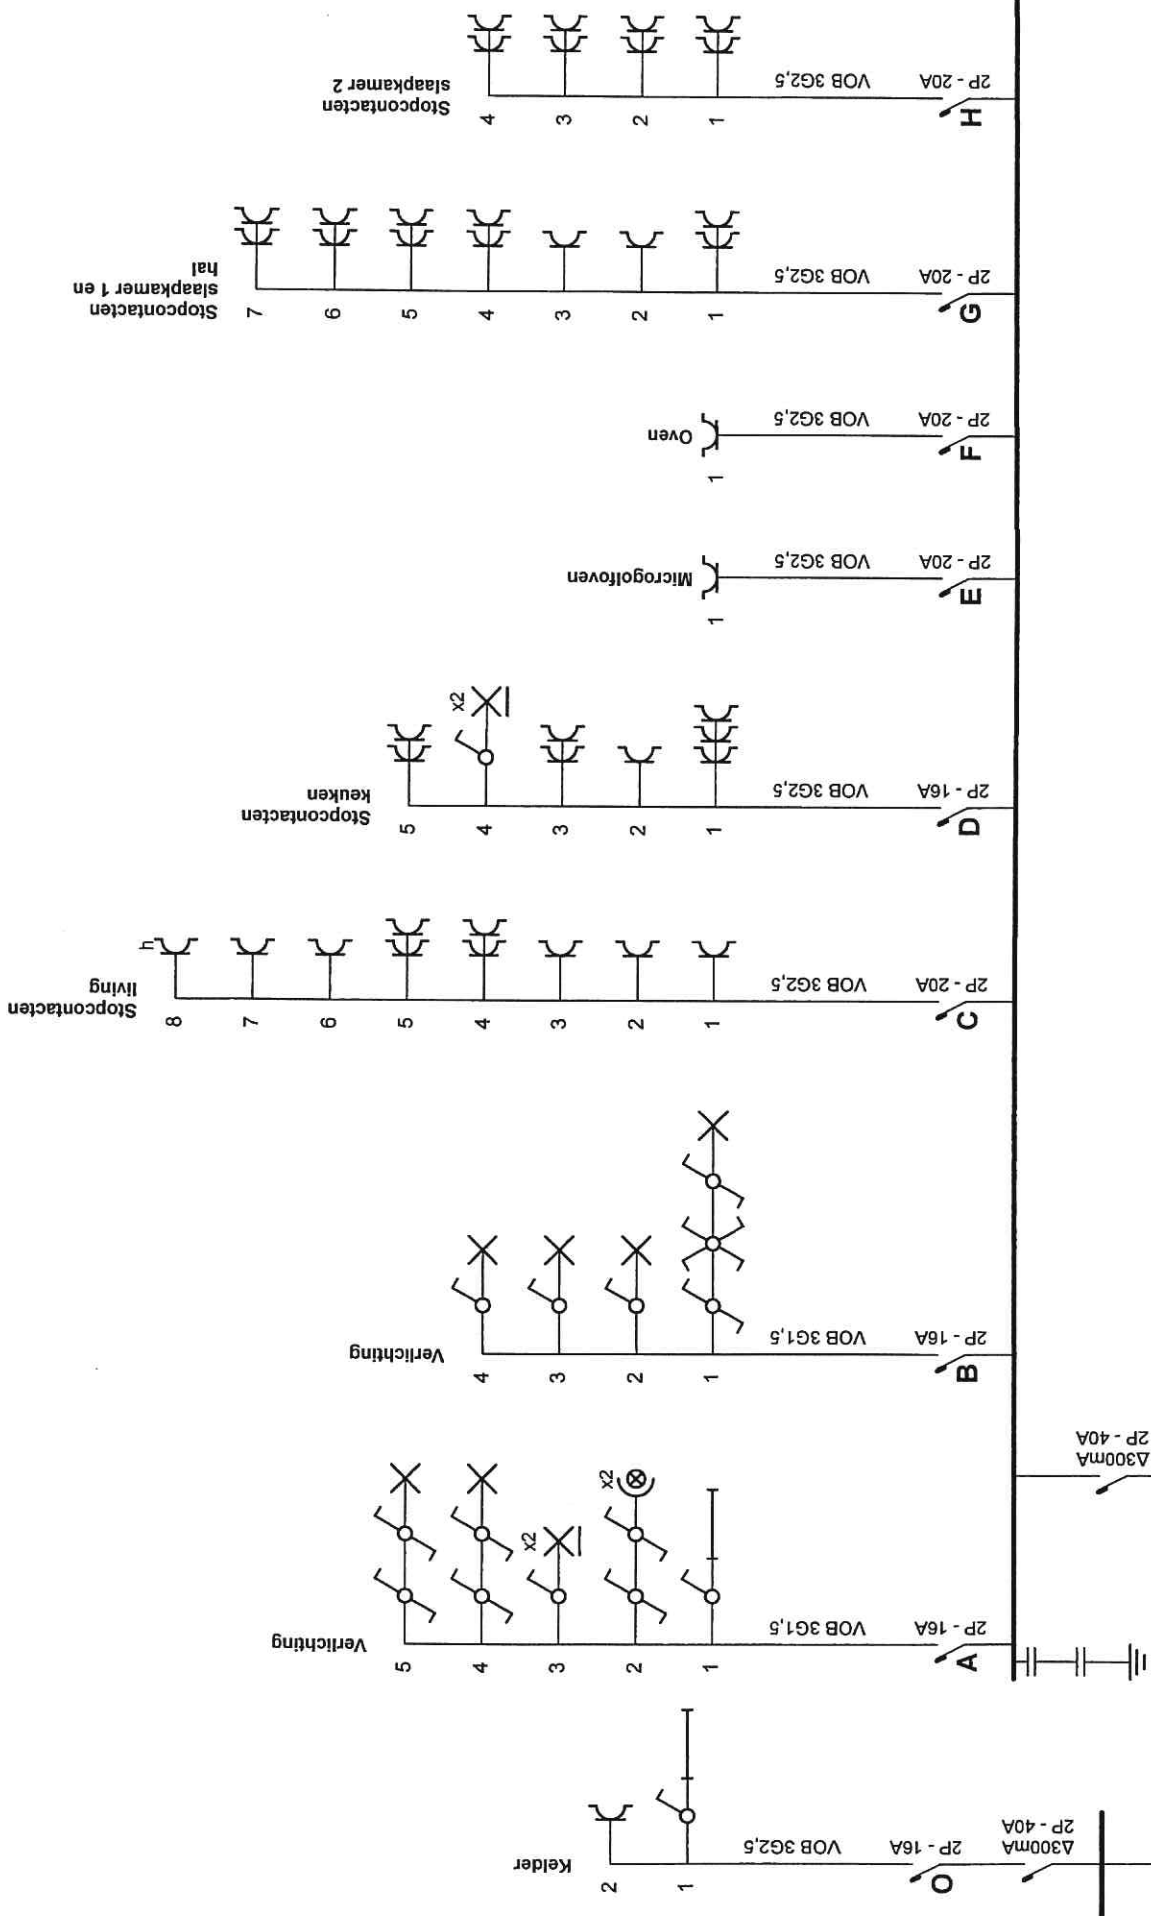 Kelder
2
1
VOB 3G2,5
2P - 16A
O
Δ300mA
2P - 40A
Verlichting
5
4
3
x2
2
x2
1
VOB 3G1,5
2P - 16A
A
Δ300mA
2P - 40A
Verlichting
4
3
2
1
VOB 3G1,5
2P - 16A
B
Stopcontacten
living
8
h
7
6
5
4
3
2
1
VOB 3G2,5
2P - 20A
C
Stopcontacten
keuken
5
4
x2
3
2
1
VOB 3G2,5
2P - 16A
D
Microgolfoven
1
VOB 3G2,5
2P - 20A
E
Oven
1
VOB 3G2,5
2P - 20A
F
Stopcontacten
slaapkamer 1 en
hal
7
6
5
4
3
2
1
VOB 3G2,5
2P - 20A
G
Stopcontacten
slaapkamer 2
4
3
2
1
VOB 3G2,5
2P - 20A
H